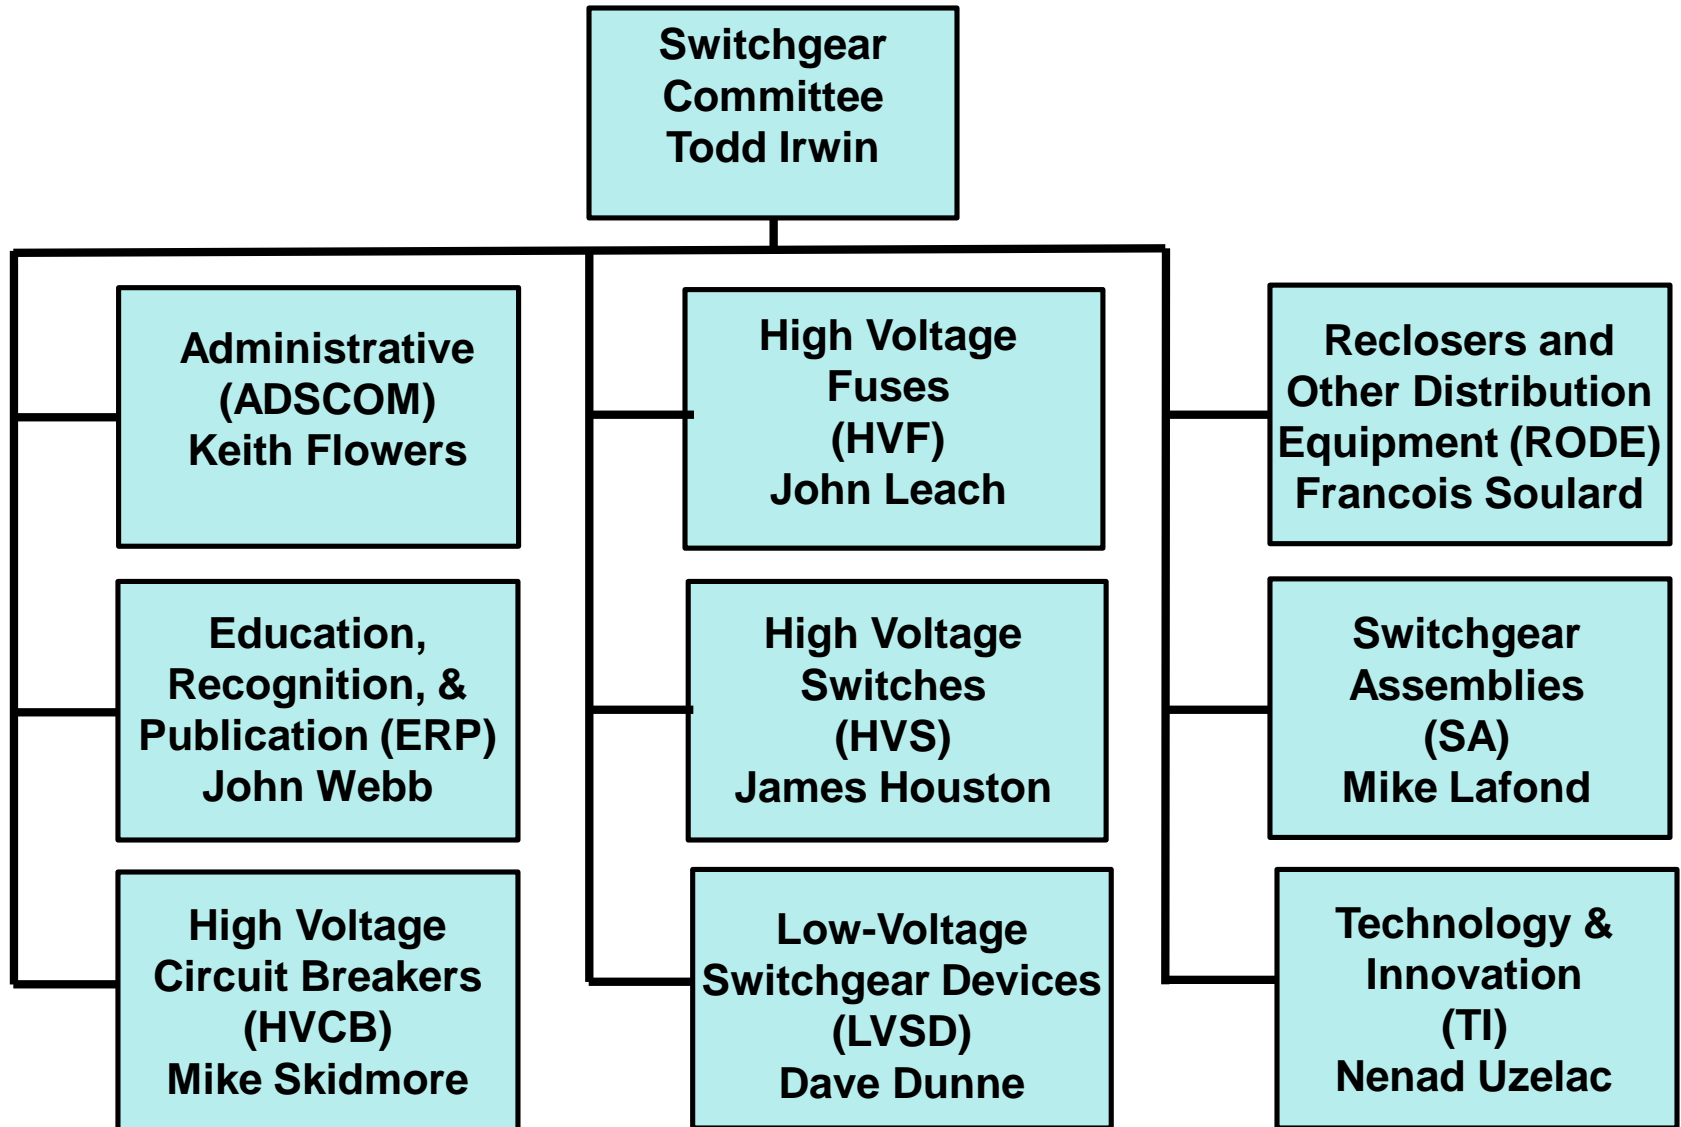 Switchgear
Committee
Todd Irwin
Administrative
(ADSCOM)
Keith Flowers
High Voltage
Fuses
(HVF)
John Leach
Reclosers and
Other Distribution
Equipment (RODE)
Francois Soulard
Education,
Recognition, &
Publication (ERP)
John Webb
High Voltage
Switches
(HVS)
James Houston
Switchgear
Assemblies
(SA)
Mike Lafond
High Voltage
Circuit Breakers
(HVCB)
Mike Skidmore
Low-Voltage
Switchgear Devices
(LVSD)
Dave Dunne
Technology &
Innovation
(TI)
Nenad Uzelac